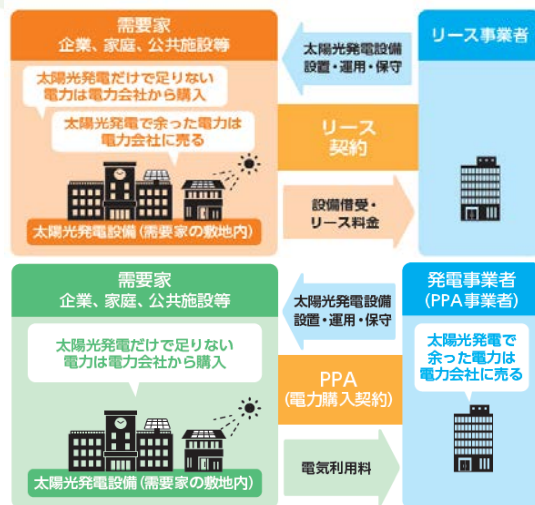 需要家
企業、家庭、公共施設等
太陽光発電だけで足りない
電力は電力会社から購入
太陽光発電で余った電力は
電力会社に売る
太陽光発電設備(需要家の敷地内)
太陽光発電設備
設置・運用・保守
リース
契約
設備借受・
リース料金
リース事業者
需要家
企業、家庭、公共施設等
太陽光発電だけで足りない
電力は電力会社から購入
太陽光発電設備(需要家の敷地内)
太陽光発電設備
設置・運用・保守
PPA
(電力購入契約)
電気利用料
発電事業者
(PPA事業者)
太陽光発電で
余った電力は
電力会社に売る